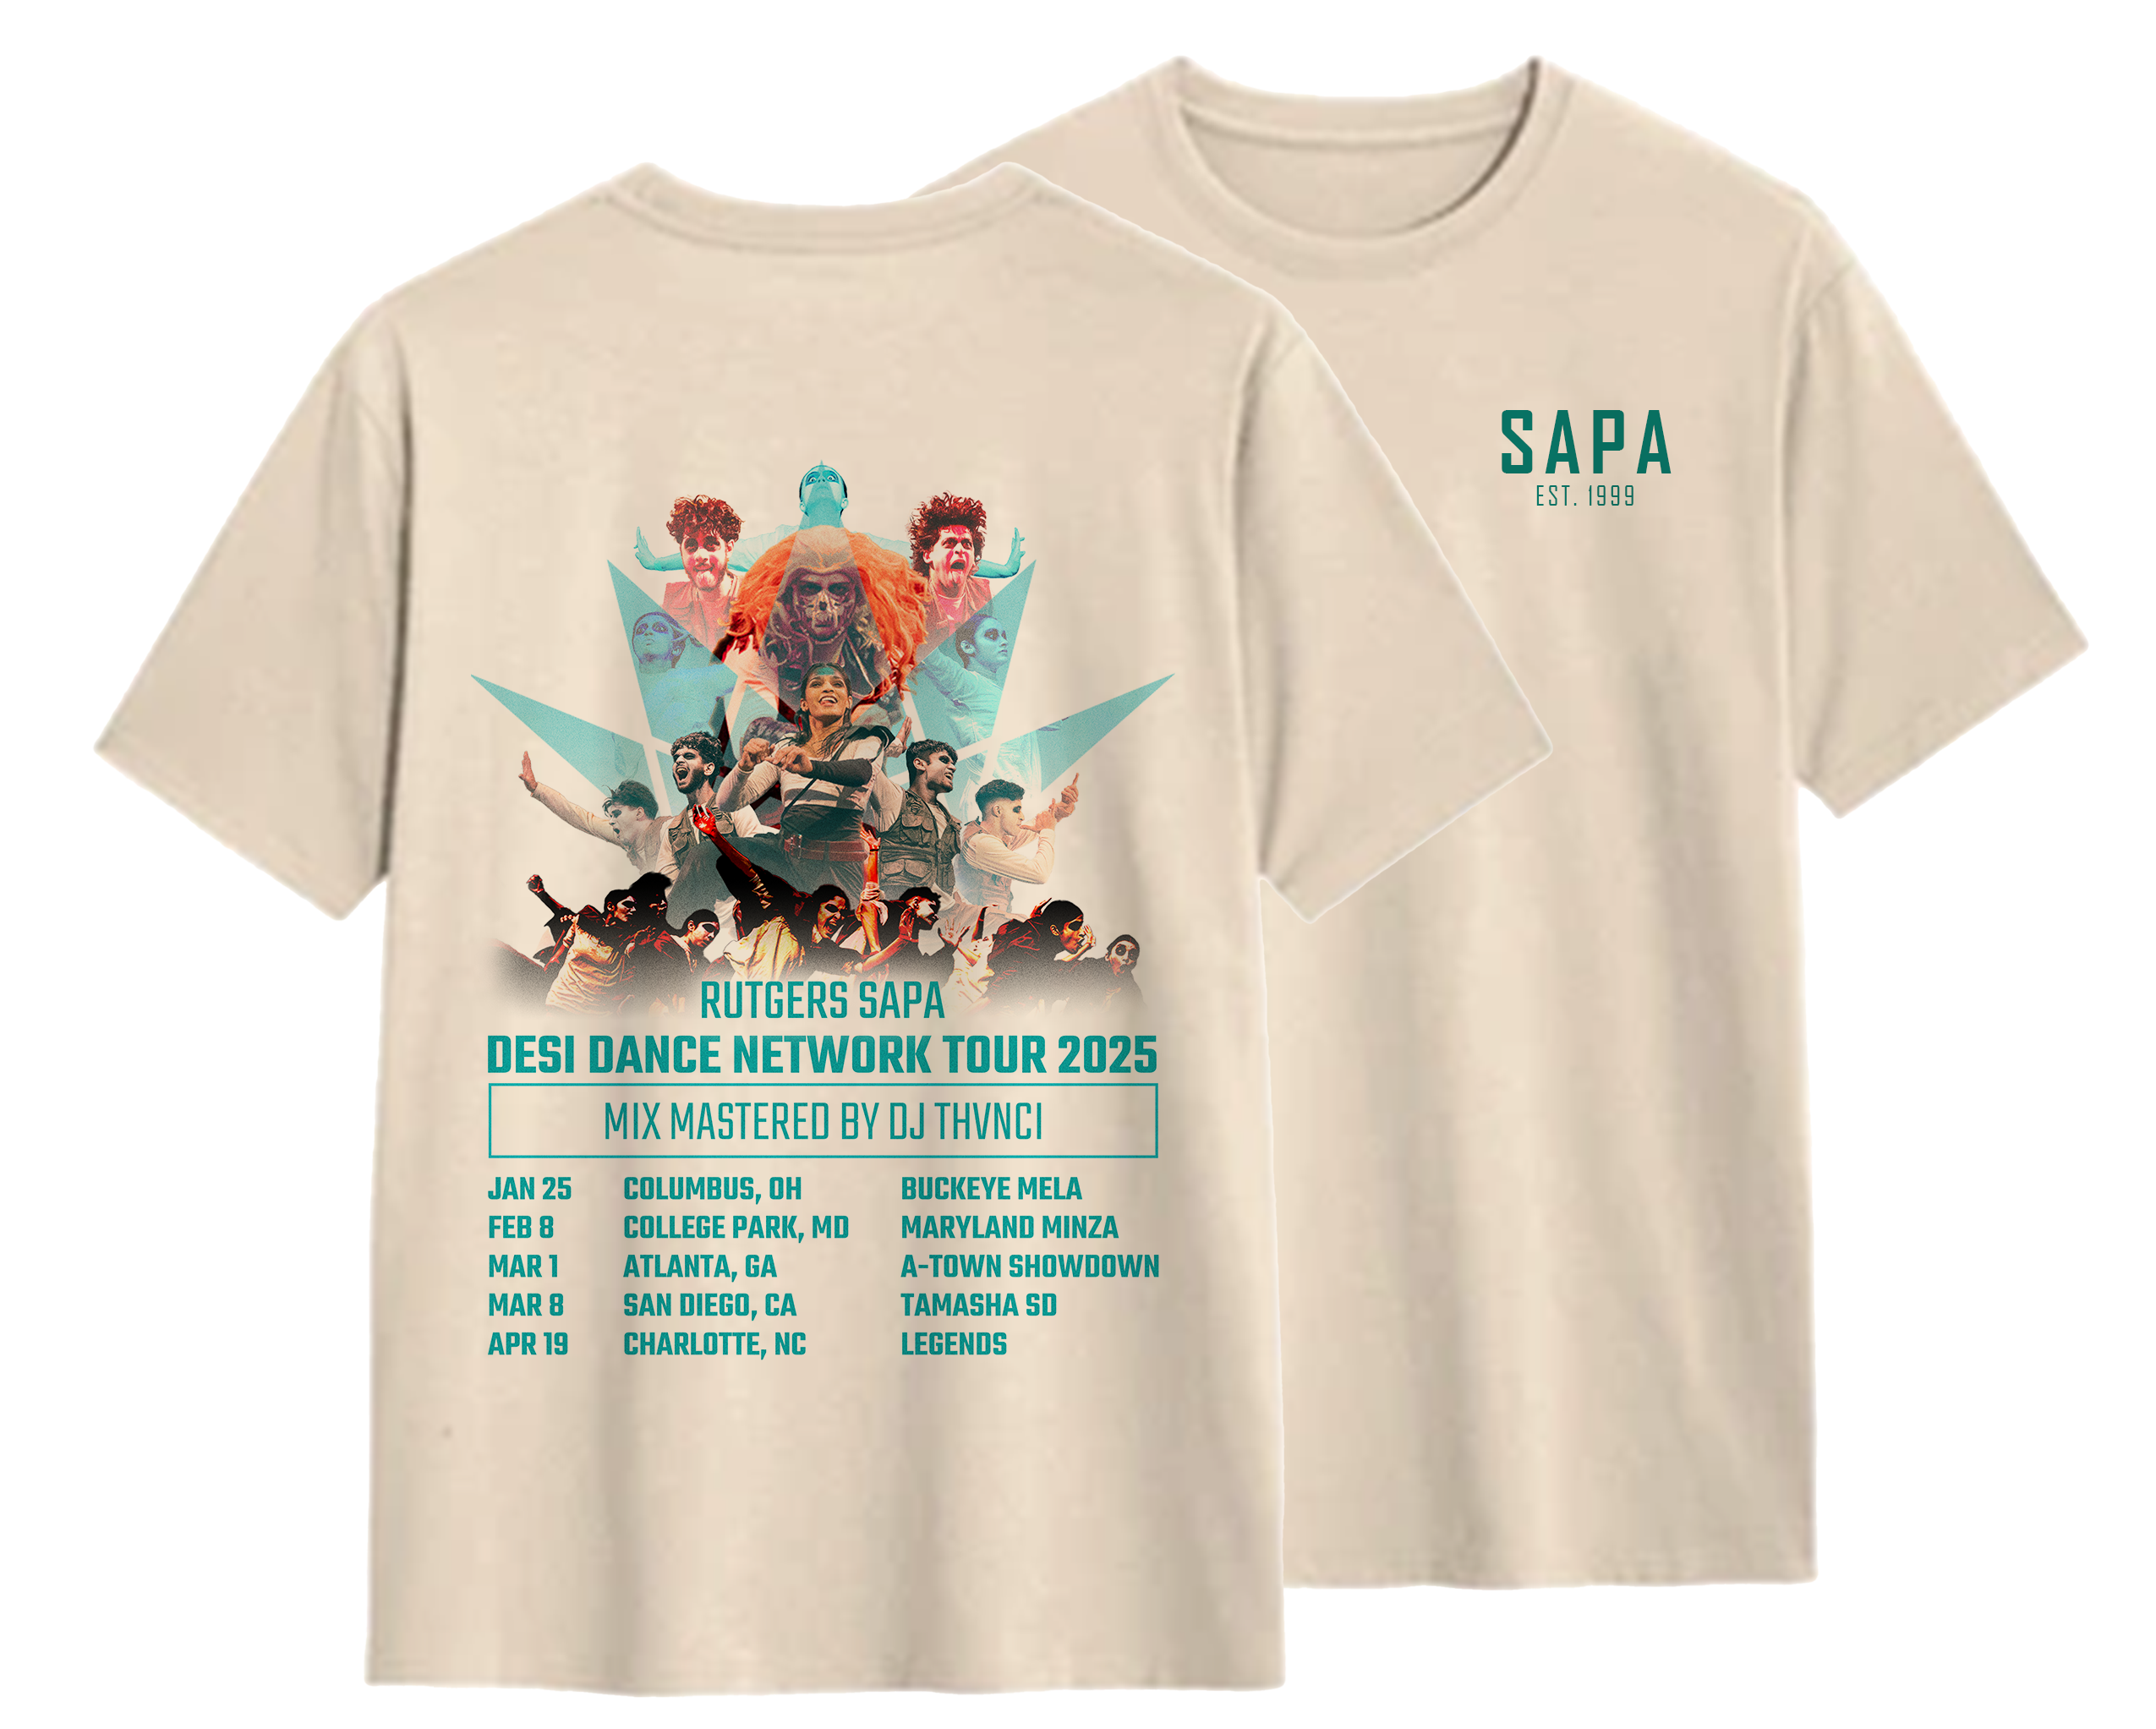 RUTGERS SAPA
DESI DANCE NETWORK TOUR 2025
MIX MASTERED BY DJ THVNCI
JAN 25 COLUMBUS, OH BUCKEYE MELA
FEB 8 COLLEGE PARK, MD MARYLAND MINZA
MAR 1 ATLANTA, GA A-TOWN SHOWDOWN
MAR 8 SAN DIEGO, CA TAMASHA SD
APR 19 CHARLOTTE, NC LEGENDS
SAPA
EST. 1999